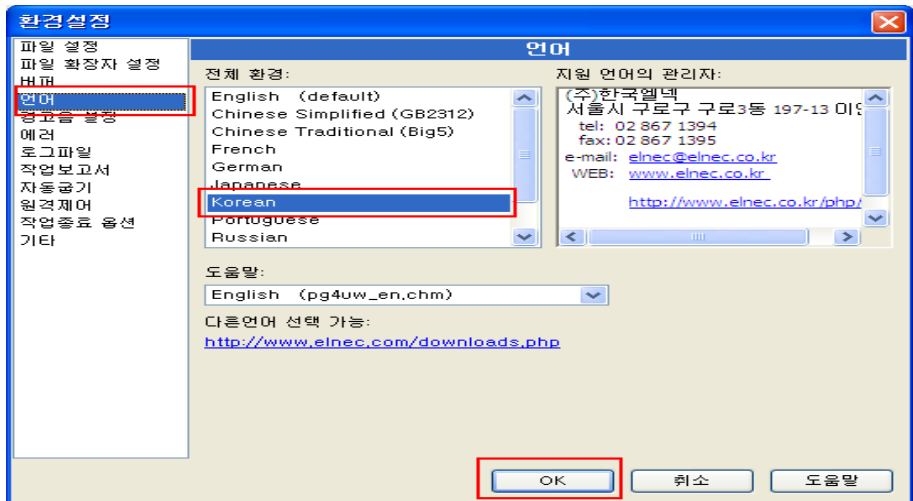 환경설정
파일 설정
파일 확장자 설정
버퍼
언어
경고음 설정
에러
로그파일
작업보고서
자동굽기
원격제어
작업종료 옵션
기타
언어
전체 환경:
English (default)
Chinese Simplified (GB2312)
Chinese Traditional (Big5)
French
German
Japanese
Korean
Portuguese
Russian
지원 언어의 관리자:
(주)한국엘넥
서울시 구로구 구로3동 197-13
tel: 02 867 1394
fax: 02 867 1395
e-mail: elnec@elnec.co.kr
WEB: www.elnec.co.kr
http://www.elnec.co.kr/php/
도움말:
English (pg4uw_en.chm)
다른언어 선택 가능:
http://www.elnec.com/downloads.php
OK
취소
도움말